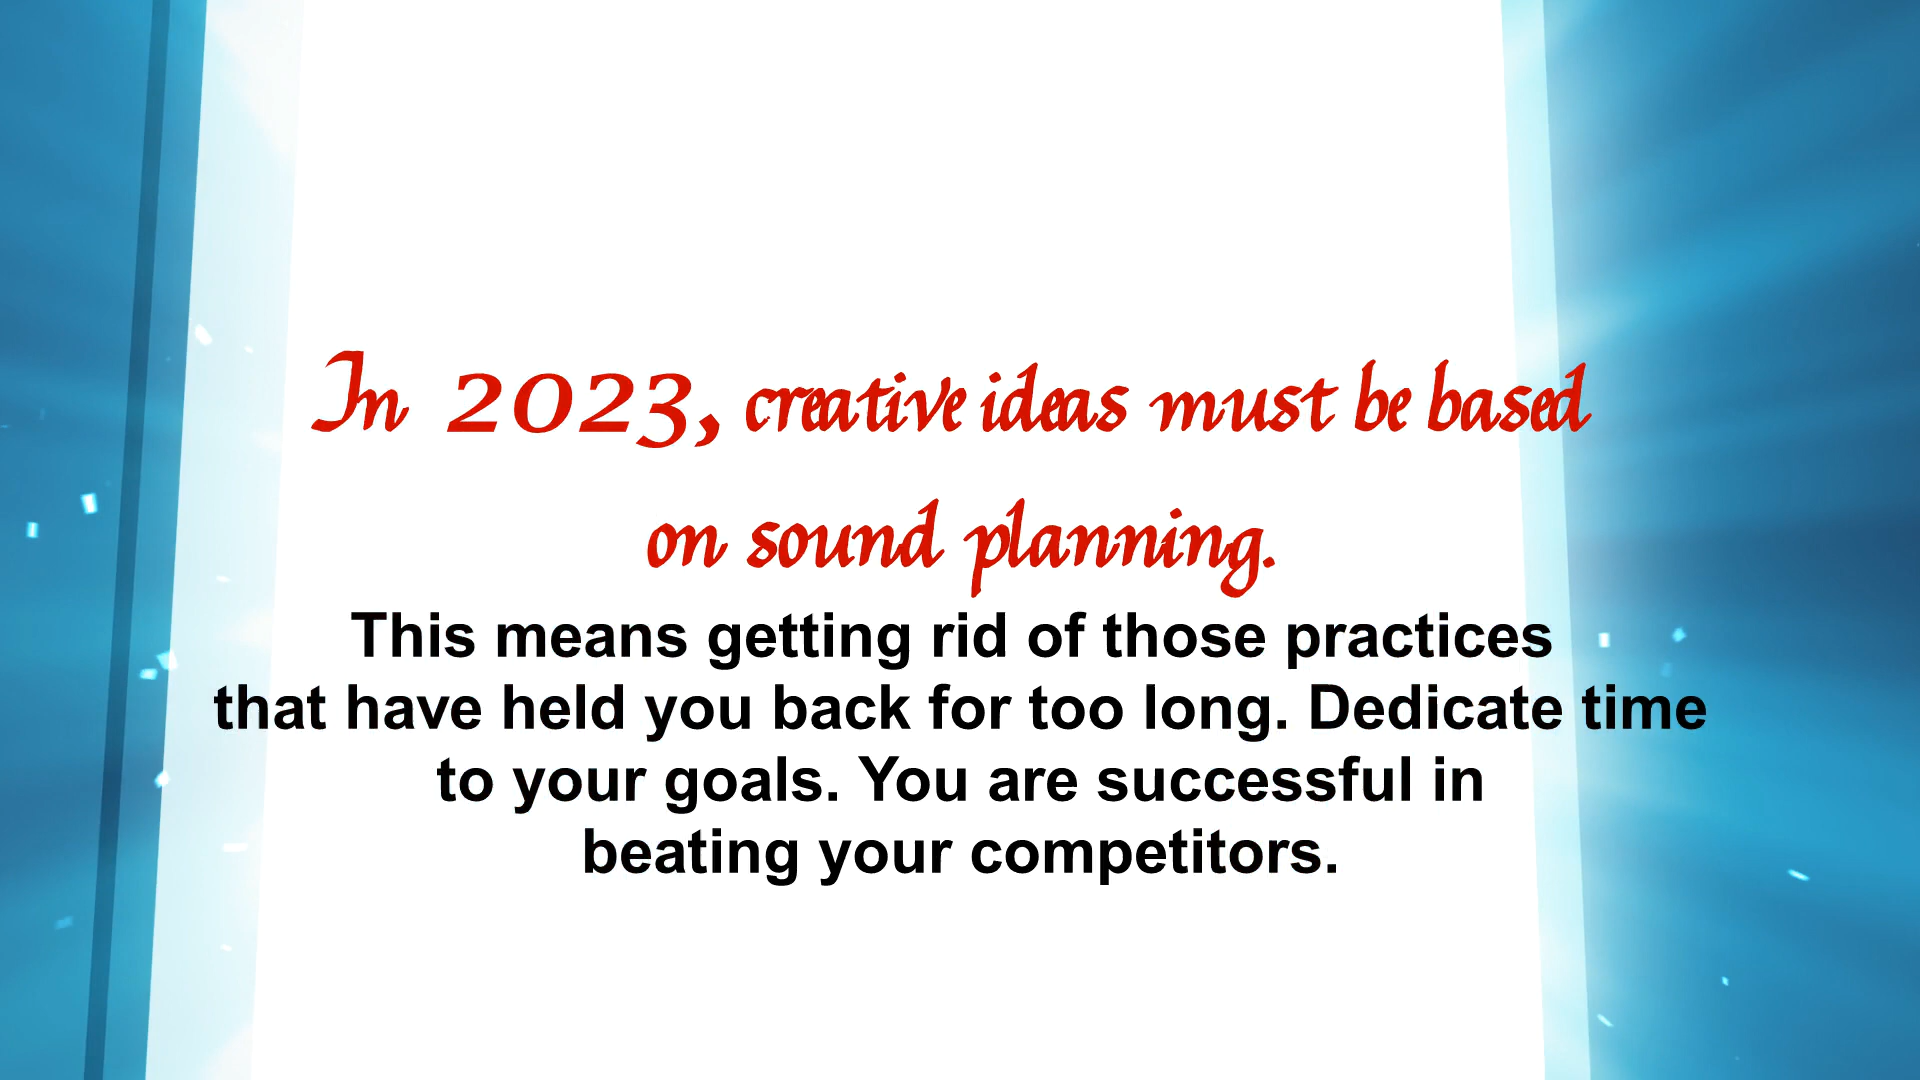 In 2023, creative ideas must be based
on sound planning.
This means getting rid of those practices
that have held you back for too long. Dedicate time
to your goals. You are successful in
beating your competitors.